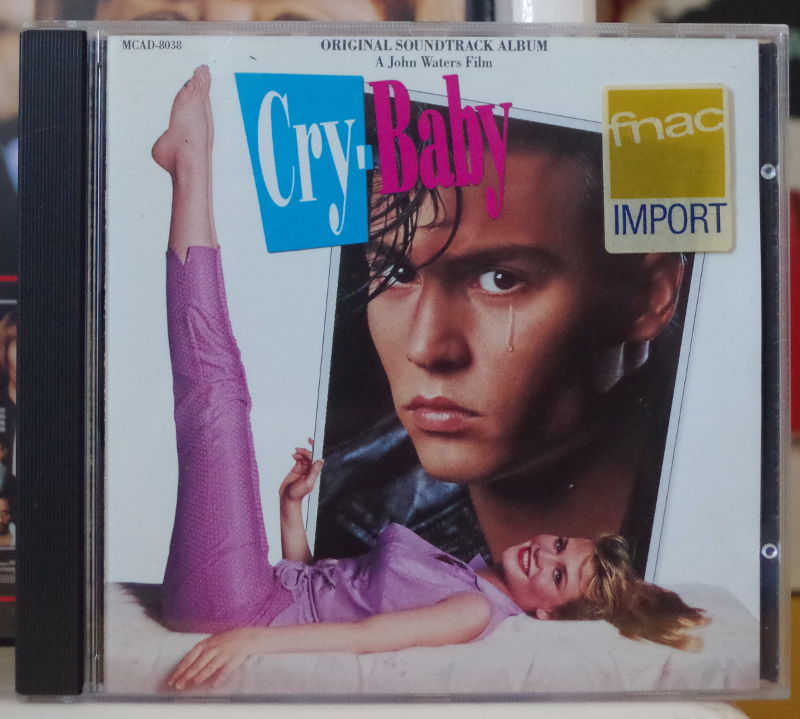 MCAD-8038
ORIGINAL SOUNDTRACK ALBUM
A John Waters Film
Cry-Baby
fnac
IMPORT